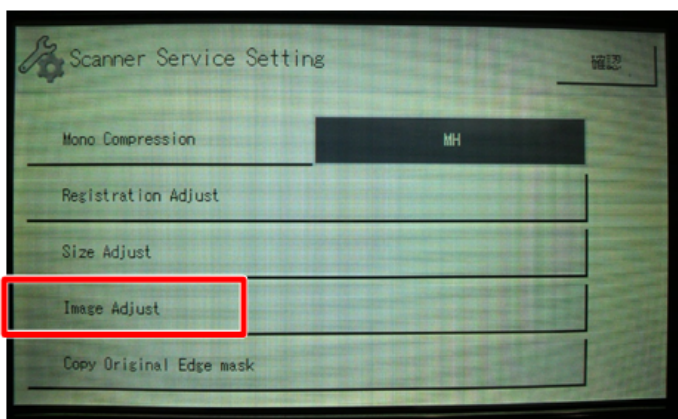 Scanner Service Setting
確認
Mono Compression
MH
Registration Adjust
Size Adjust
Image Adjust
Copy Original Edge mask